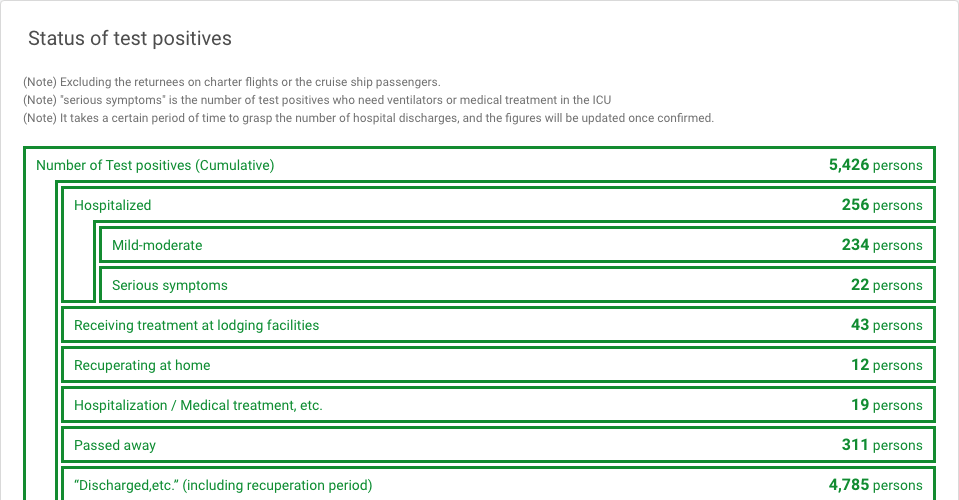 Status of test positives
(Note) Excluding the returnees on charter flights or the cruise ship passengers.
(Note) "serious symptoms" is the number of test positives who need ventilators or medical treatment in the ICU
(Note) It takes a certain period of time to grasp the number of hospital discharges, and the figures will be updated once confirmed.
Number of Test positives (Cumulative) 5,426 persons
Hospitalized 256 persons
Mild-moderate 234 persons
Serious symptoms 22 persons
Receiving treatment at lodging facilities 43 persons
Recuperating at home 12 persons
Hospitalization / Medical treatment, etc. 19 persons
Passed away 311 persons
“Discharged,etc.” (including recuperation period) 4,785 persons